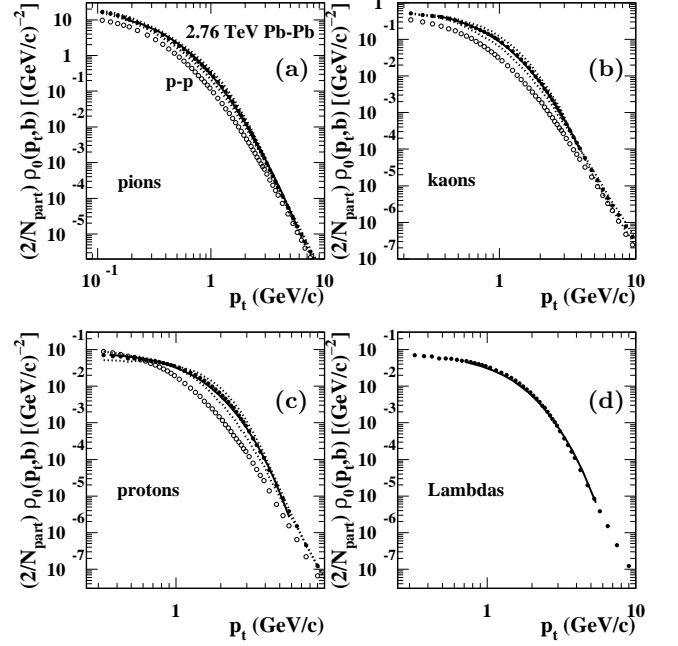 (2/N_part) ρ_0(p_t,b) [(GeV/c)^-2]
10
1
10^-1
10^-2
10^-3
10^-4
10^-5
2.76 TeV Pb-Pb
(a)
p-p
pions
10^-1
1
10
p_t (GeV/c)
(2/N_part) ρ_0(p_t,b) [(GeV/c)^-2]
1
10^-1
10^-2
10^-3
10^-4
10^-5
10^-6
10^-7
(b)
kaons
1
10
p_t (GeV/c)
(2/N_part) ρ_0(p_t,b) [(GeV/c)^-2]
10^-1
10^-2
10^-3
10^-4
10^-5
10^-6
10^-7
(c)
protons
1
p_t (GeV/c)
(2/N_part) ρ_0(p_t,b) [(GeV/c)^-2]
10^-1
10^-2
10^-3
10^-4
10^-5
10^-6
10^-7
(d)
Lambdas
1
10
p_t (GeV/c)